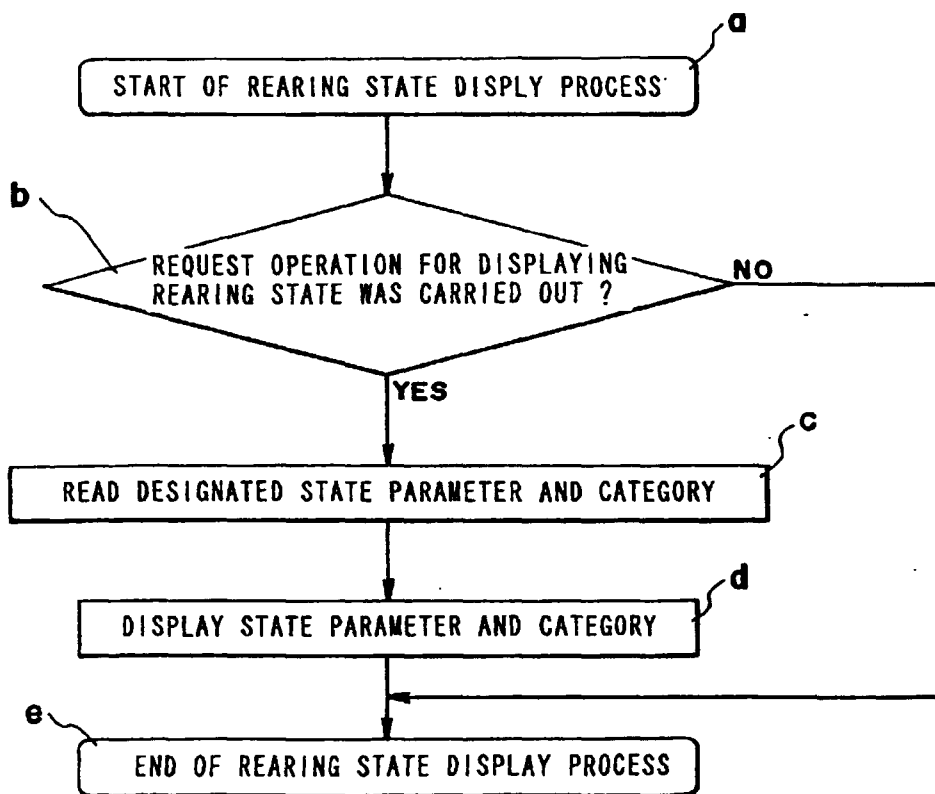 a
START OF REARING STATE DISPLY PROCESS
b
REQUEST OPERATION FOR DISPLAYING
REARING STATE WAS CARRIED OUT ?
NO
YES
c
READ DESIGNATED STATE PARAMETER AND CATEGORY
d
DISPLAY STATE PARAMETER AND CATEGORY
e
END OF REARING STATE DISPLAY PROCESS